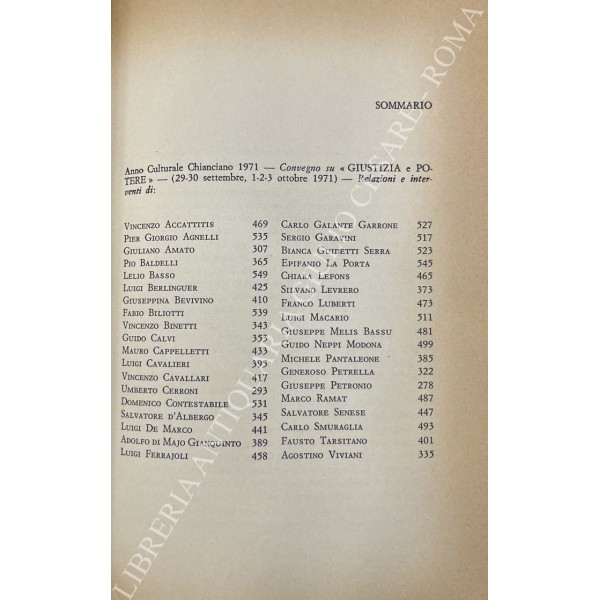 SOMMARIO
Anno Culturale Chianciano 1971 — Convegno su « GIUSTIZIA e PO-
TERE » — (29-30 settembre, 1-2-3 ottobre 1971) — Relazioni e inter-
venti di:
VINCENZO ACCATTITIS 469
PIER GIORGIO AGNELLI 535
GIULIANO AMATO 307
PIO BALDELLI 365
LELIO BASSO 549
LUIGI BERLINGUER 425
GIUSEPPINA BEVIVINO 410
FABIO BILIOTTI 539
VINCENZO BINETTI 343
GUIDO CALVI 353
MAURO CAPPELLETTI 433
LUIGI CAVALIERI 393
VINCENZO CAVALLARI 417
UMBERTO CERRONI 293
DOMENICO CONTESTABILE 531
SALVATORE D'ALBERGO 345
LUIGI DE MARCO 441
ADOLFO DI MAJO GIANQUINTO 389
LUIGI FERRAJOLI 458
CARLO GALANTE GARRONE 527
SERGIO GARAVINI 517
BIANCA GUIDETTI SERRA 523
EPIFANIO LA PORTA 545
CHIARA LEFONS 465
SILVANO LEVRERO 373
FRANCO LUBERTI 473
LUIGI MACARIO 511
GIUSEPPE MELIS BASSU 481
GUIDO NEPPI MODONA 499
MICHELE PANTALEONE 385
GENEROSO PETRELLA 322
GIUSEPPE PETRONIO 278
MARCO RAMAT 487
SALVATORE SENESE 447
CARLO SMURAGLIA 493
FAUSTO TARSITANO 401
AGOSTINO VIVIANI 335
LIBRERIA ANTIQUARIA GIULIO CESARE - ROMA